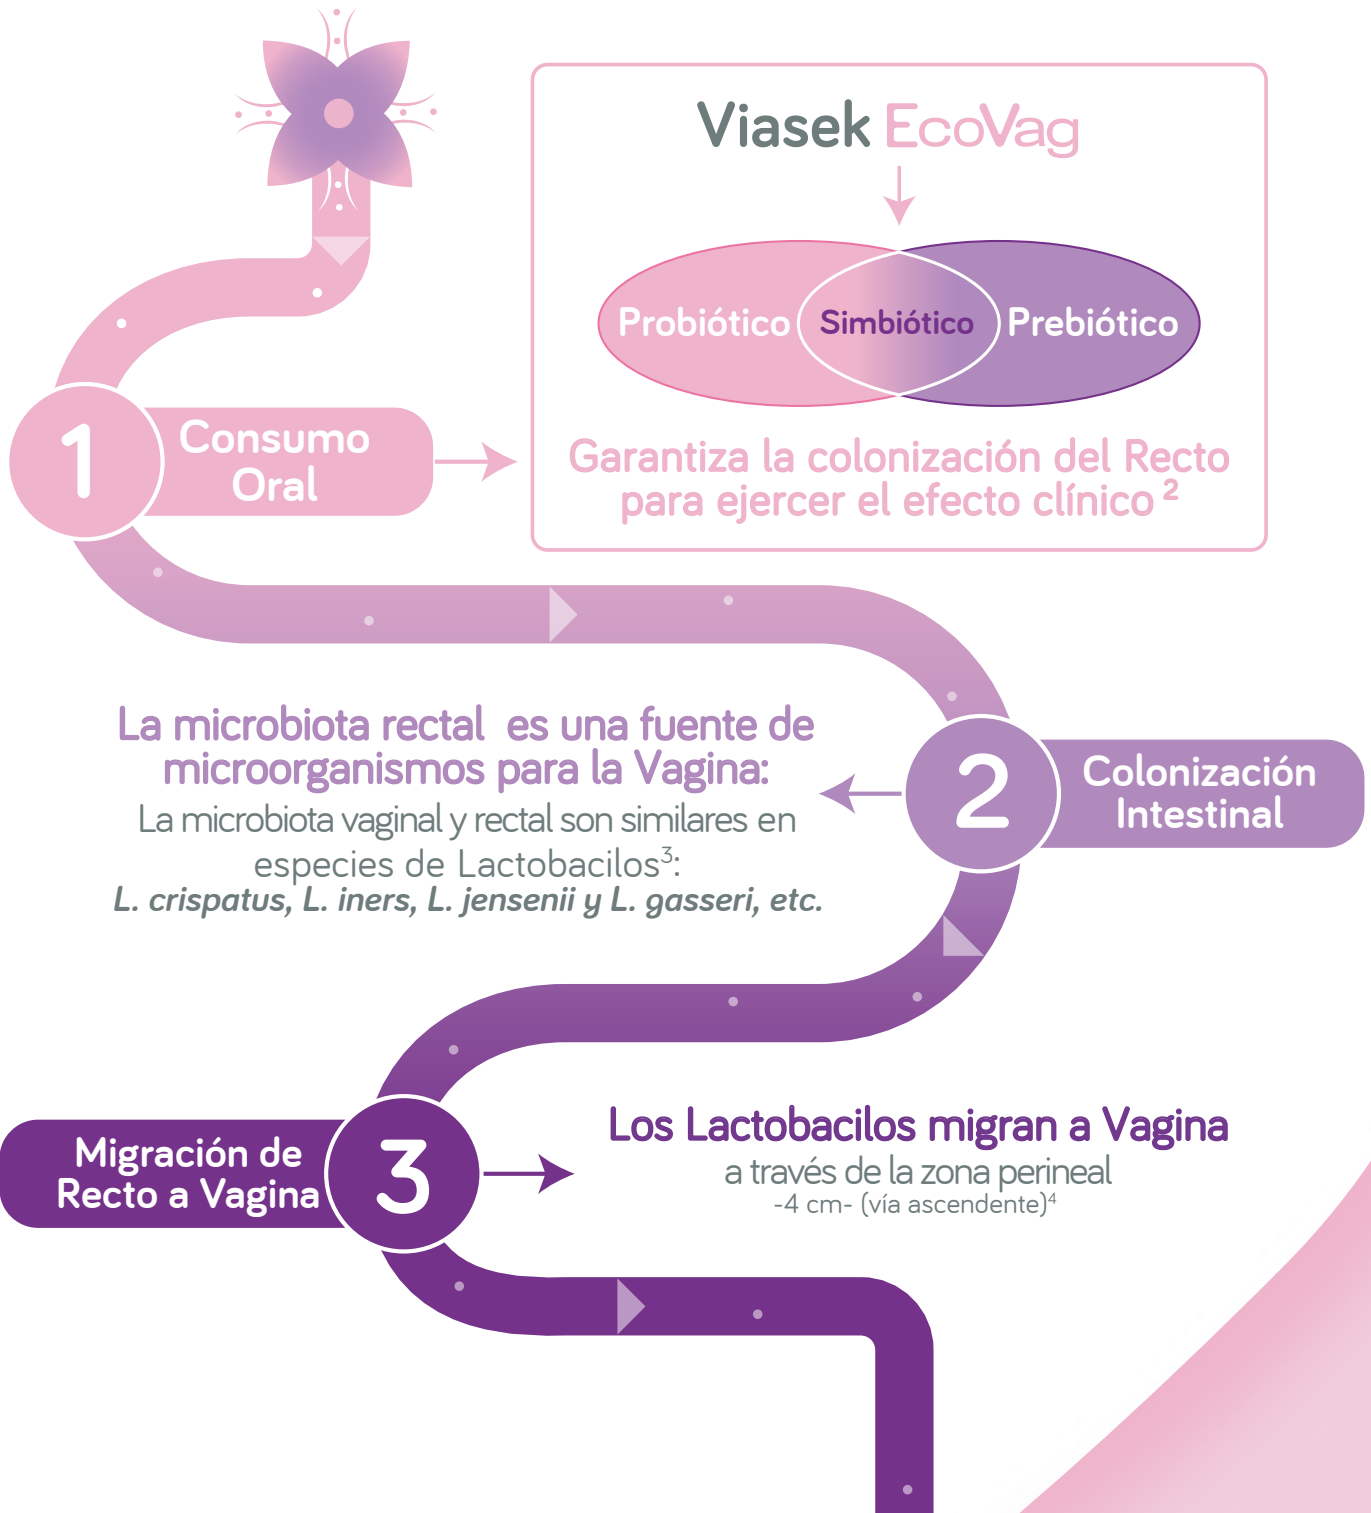 Viasek EcoVag
Probiótico
Simbiótico
Prebiótico
Garantiza la colonización del Recto
para ejercer el efecto clínico ²
1
Consumo
Oral
La microbiota rectal es una fuente de
microorganismos para la Vagina:
La microbiota vaginal y rectal son similares en
especies de Lactobacilos³:
L. crispatus, L. iners, L. jensenii y L. gasseri, etc.
2
Colonización
Intestinal
Migración de
Recto a Vagina
3
Los Lactobacilos migran a Vagina
a través de la zona perineal
-4 cm- (vía ascendente)⁴